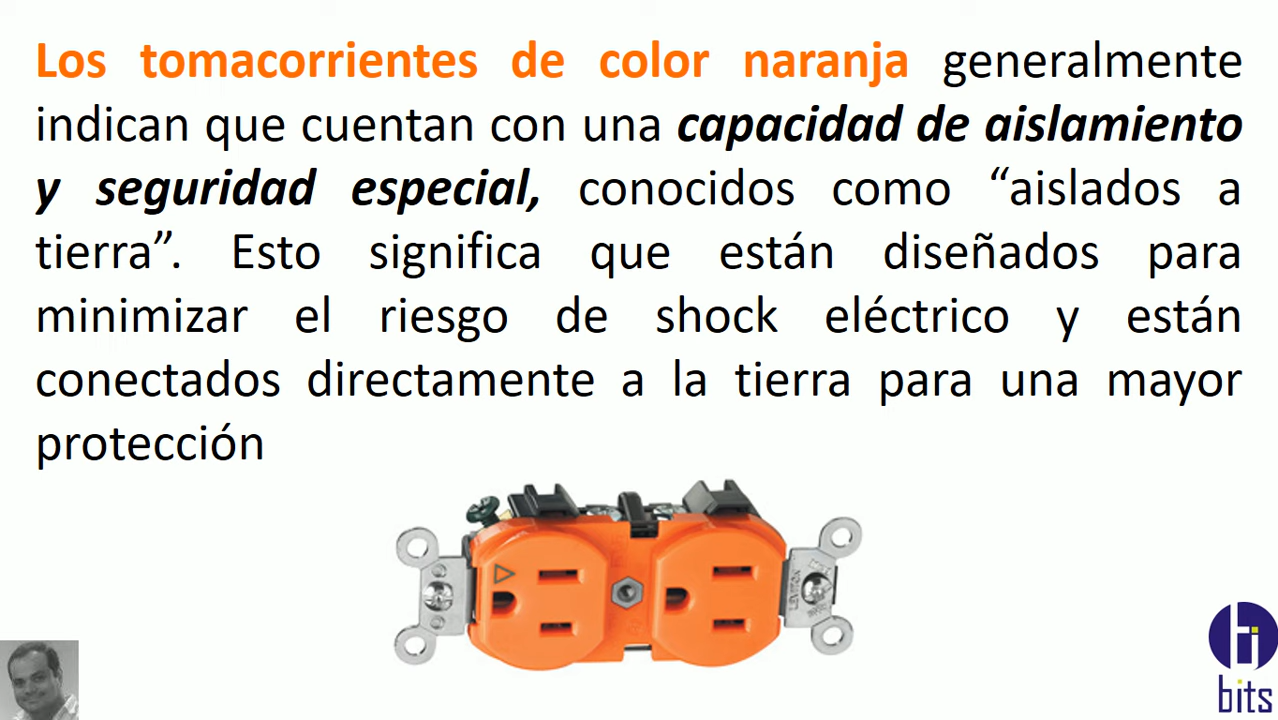 Los tomacorrientes de color naranja generalmente
indican que cuentan con una capacidad de aislamiento
y seguridad especial, conocidos como “aislados a
tierra”. Esto significa que están diseñados para
minimizar el riesgo de shock eléctrico y están
conectados directamente a la tierra para una mayor
protección
LEVITON
bits